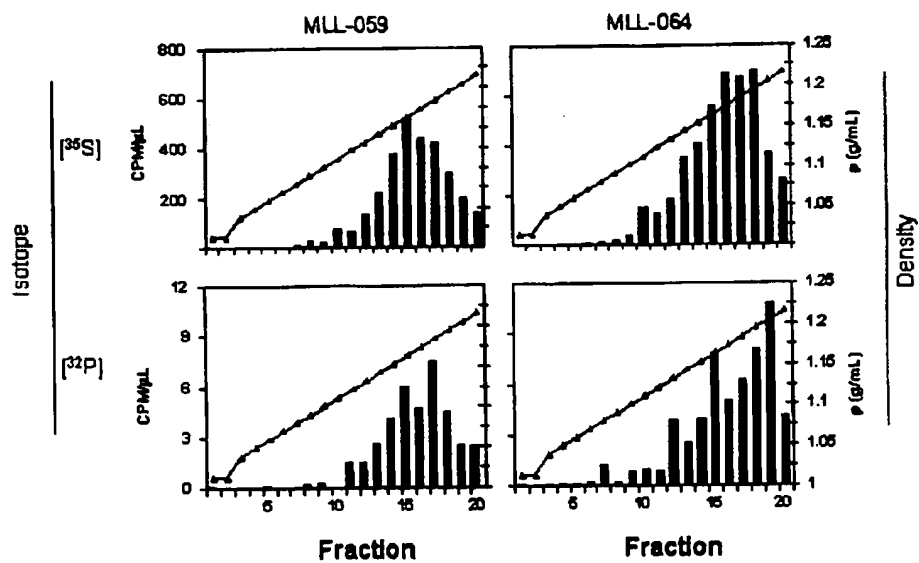 MLL-059
MLL-064
800
600
400
200
CPM/µL
[³⁵S]
1.25
1.2
1.15
1.1
1.05
1
ρ (g/mL)
Isotope
Density
12
9
6
3
0
CPM/µL
[³²P]
1.25
1.2
1.15
1.1
1.05
1
ρ (g/mL)
5
10
15
20
5
10
15
20
Fraction
Fraction